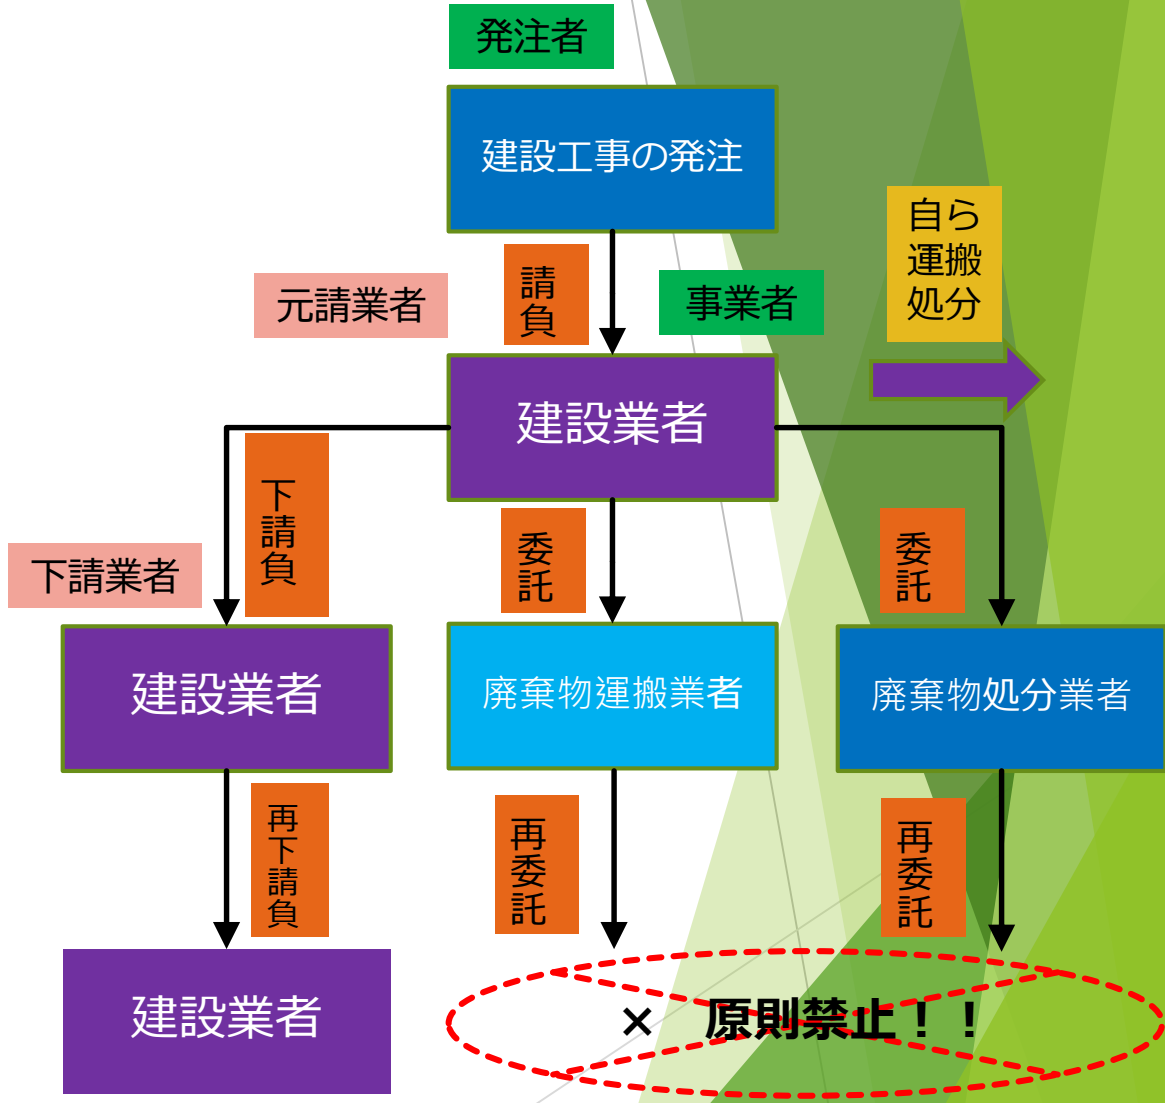 発注者
建設工事の発注
自ら
運搬
処分
元請業者
請負
事業者
建設業者
下請負
委託
委託
下請業者
建設業者
廃棄物運搬業者
廃棄物処分業者
再下請負
再委託
再委託
建設業者
× 原則禁止！！